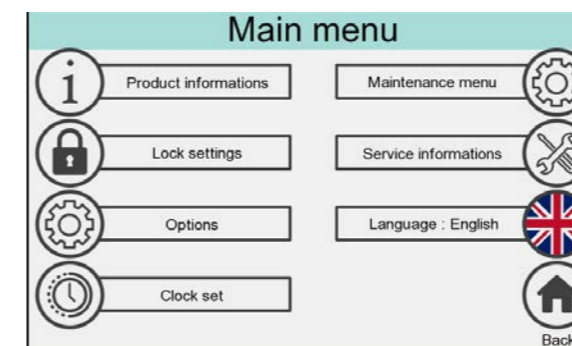 Main menu
i
Product informations
Maintenance menu
Lock settings
Service informations
Options
Language : English
Clock set
Back